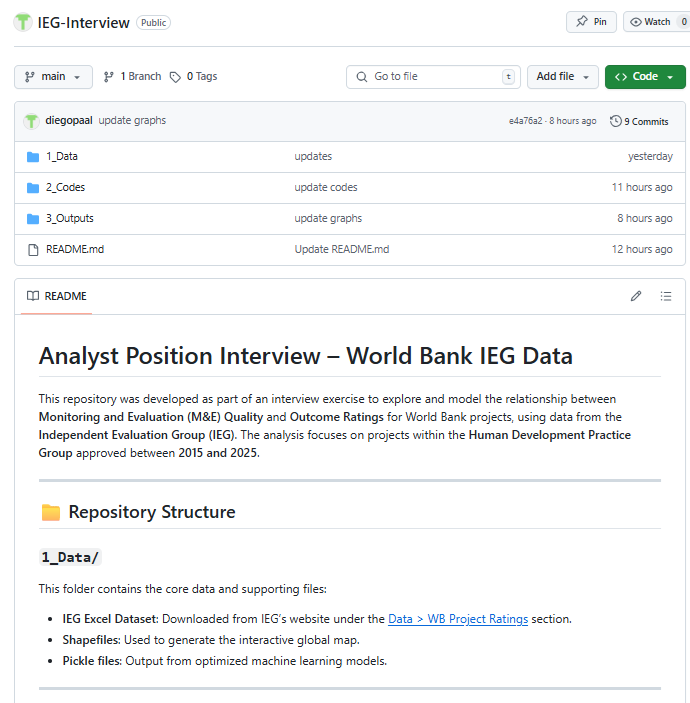 IEG-Interview Public Pin Watch 0
main 1 Branch 0 Tags Go to file t Add file Code
diegopaal update graphs e4a76a2 · 8 hours ago 9 Commits
1_Data updates yesterday
2_Codes update codes 11 hours ago
3_Outputs update graphs 8 hours ago
README.md Update README.md 12 hours ago
README
Analyst Position Interview – World Bank IEG Data
This repository was developed as part of an interview exercise to explore and model the relationship between
Monitoring and Evaluation (M&E) Quality and Outcome Ratings for World Bank projects, using data from the
Independent Evaluation Group (IEG). The analysis focuses on projects within the Human Development Practice
Group approved between 2015 and 2025.
Repository Structure
1_Data/
This folder contains the core data and supporting files:
• IEG Excel Dataset: Downloaded from IEG's website under the Data > WB Project Ratings section.
• Shapefiles: Used to generate the interactive global map.
• Pickle files: Output from optimized machine learning models.